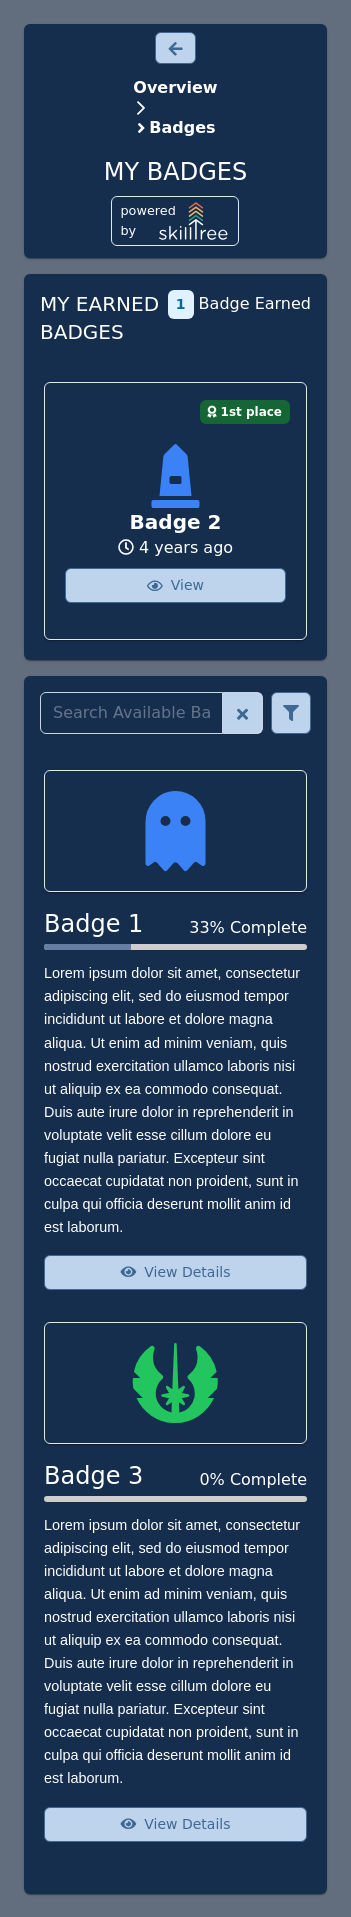 Overview
Badges
MY BADGES
powered
by skilltree
MY EARNED BADGES 1 Badge Earned
1st place
Badge 2
4 years ago
View
Search Available Ba
Badge 1 33% Complete
Lorem ipsum dolor sit amet, consectetur
adipiscing elit, sed do eiusmod tempor
incididunt ut labore et dolore magna
aliqua. Ut enim ad minim veniam, quis
nostrud exercitation ullamco laboris nisi
ut aliquip ex ea commodo consequat.
Duis aute irure dolor in reprehenderit in
voluptate velit esse cillum dolore eu
fugiat nulla pariatur. Excepteur sint
occaecat cupidatat non proident, sunt in
culpa qui officia deserunt mollit anim id
est laborum.
View Details
Badge 3 0% Complete
Lorem ipsum dolor sit amet, consectetur
adipiscing elit, sed do eiusmod tempor
incididunt ut labore et dolore magna
aliqua. Ut enim ad minim veniam, quis
nostrud exercitation ullamco laboris nisi
ut aliquip ex ea commodo consequat.
Duis aute irure dolor in reprehenderit in
voluptate velit esse cillum dolore eu
fugiat nulla pariatur. Excepteur sint
occaecat cupidatat non proident, sunt in
culpa qui officia deserunt mollit anim id
est laborum.
View Details